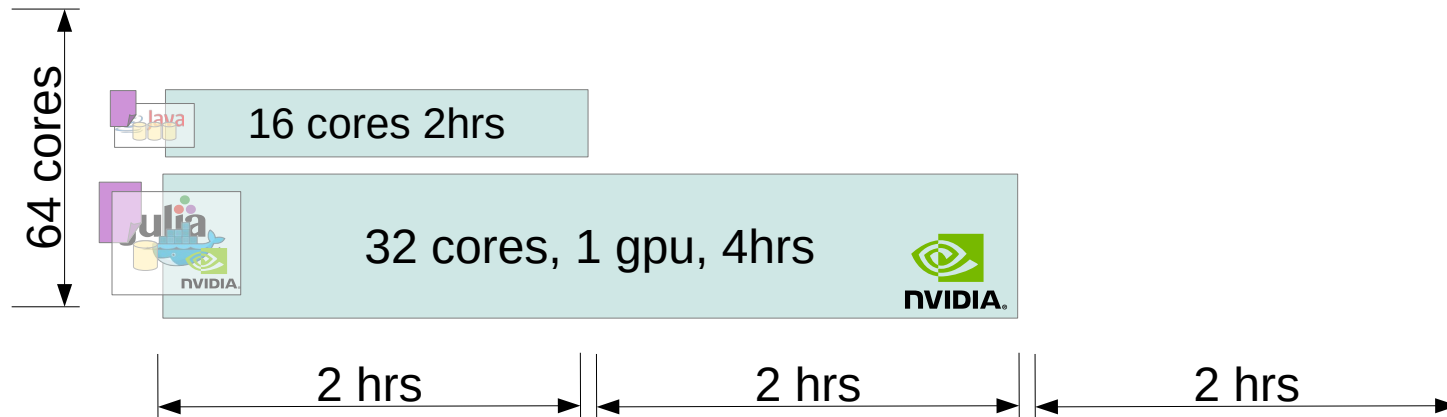 64 cores
Java
16 cores 2hrs
julia
nVIDIA.
32 cores, 1 gpu, 4hrs
nVIDIA.
2 hrs
2 hrs
2 hrs